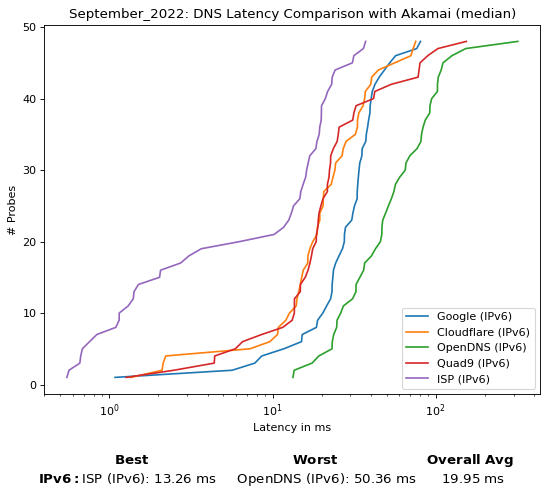 September_2022: DNS Latency Comparison with Akamai (median)
50
40
30
20
10
0
# Probes
10⁰
10¹
10²
Latency in ms
Google (IPv6)
Cloudflare (IPv6)
OpenDNS (IPv6)
Quad9 (IPv6)
ISP (IPv6)
Best Worst Overall Avg
IPv6: ISP (IPv6): 13.26 ms OpenDNS (IPv6): 50.36 ms 19.95 ms